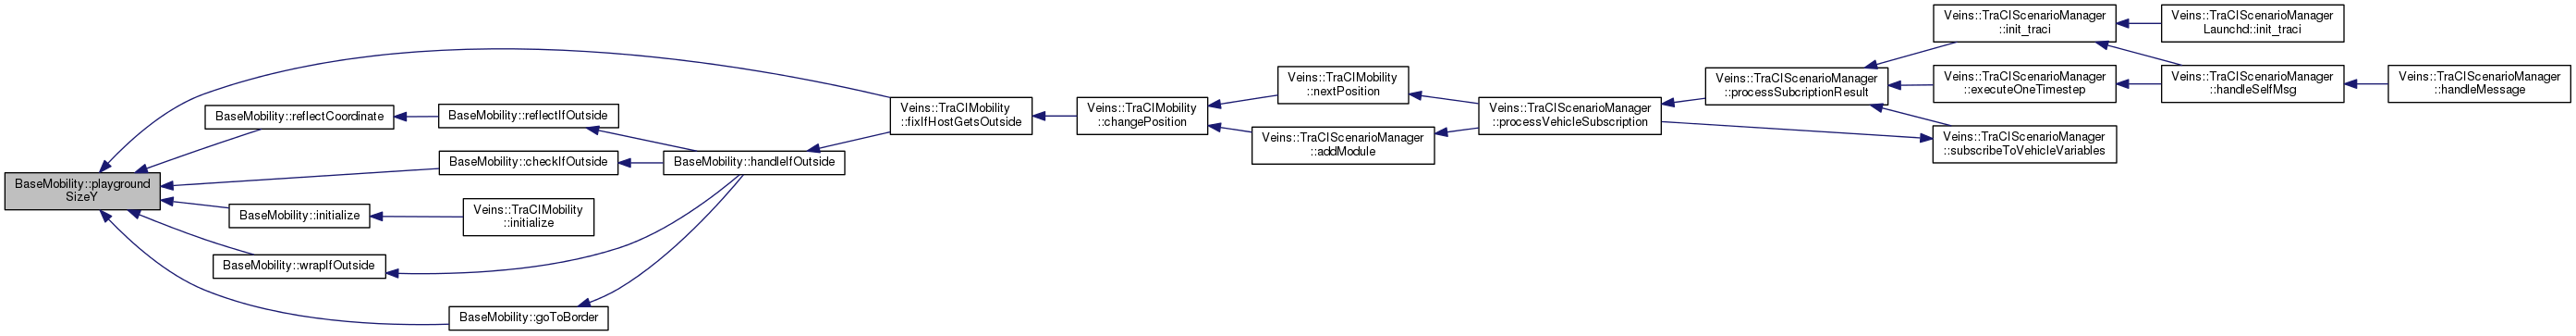 BaseMobility::playground
SizeY
BaseMobility::reflectCoordinate
BaseMobility::reflectIfOutside
BaseMobility::checkIfOutside
BaseMobility::handleIfOutside
BaseMobility::initialize
Veins::TraCIMobility
::initialize
BaseMobility::wrapIfOutside
BaseMobility::goToBorder
Veins::TraCIMobility
::fixIfHostGetsOutside
Veins::TraCIMobility
::changePosition
Veins::TraCIMobility
::nextPosition
Veins::TraCIScenarioManager
::addModule
Veins::TraCIScenarioManager
::processVehicleSubscription
Veins::TraCIScenarioManager
::processSubcriptionResult
Veins::TraCIScenarioManager
::init_traci
Veins::TraCIScenarioManager
::executeOneTimestep
Veins::TraCIScenarioManager
::subscribeToVehicleVariables
Veins::TraCIScenarioManager
Launchd::init_traci
Veins::TraCIScenarioManager
::handleSelfMsg
Veins::TraCIScenarioManager
::handleMessage